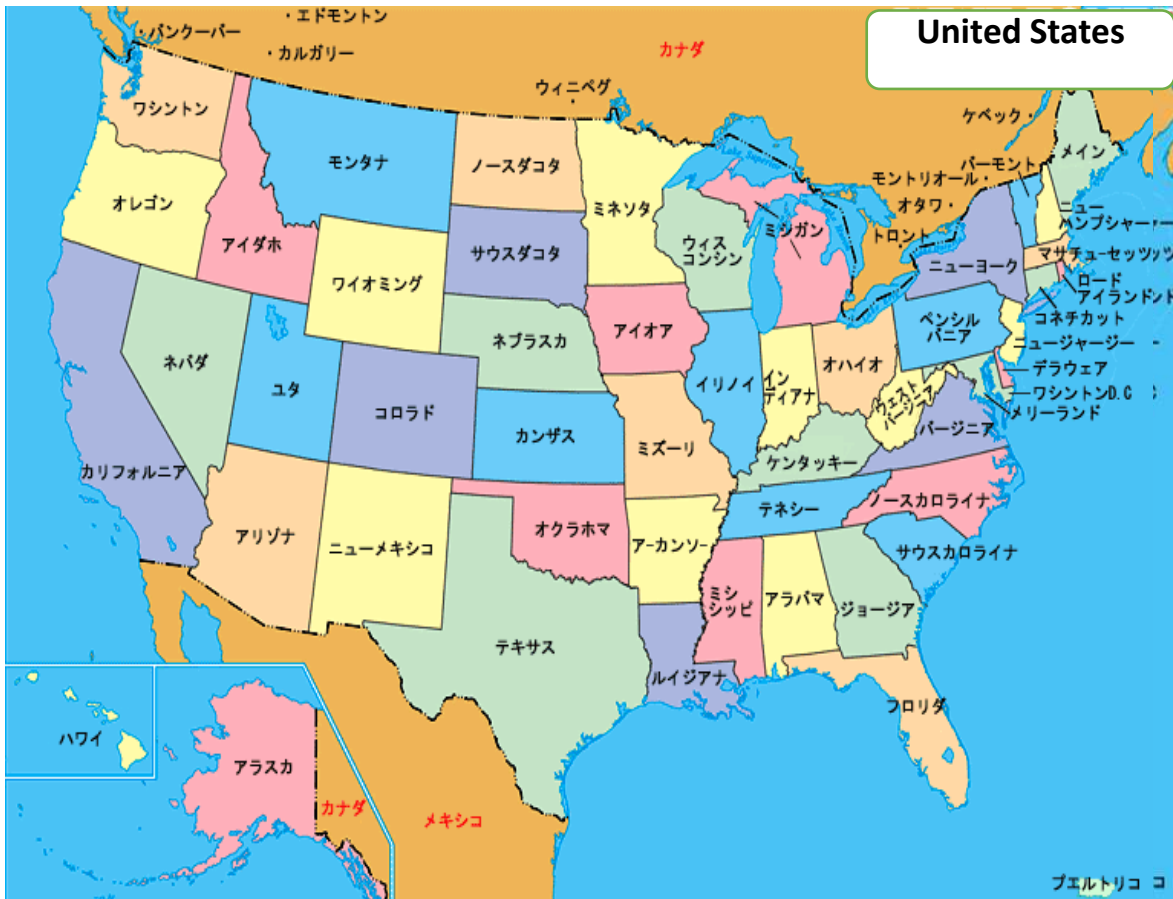 United States
エドモントン
バンクーバー
カルガリー
カナダ
ウィニペグ
ケベック
ワシントン
モンタナ
ノースダコタ
ミネソタ
Lake Superior
バーモント
メイン
モントリオール
オタワ
トロント
オレゴン
アイダホ
サウスダコタ
ウィス
コンシン
ミシガン
ニュー
ハンプシャー
マサチューセッツ
ニューヨーク
ロード
アイランド
コネチカット
ワイオミング
アイオア
ネブラスカ
ペンシル
バニア
ニュージャージー
ネバダ
ユタ
コロラド
イリノイ
イン
ディアナ
オハイオ
デラウェア
ワシントンD.C
メリーランド
ウェスト
バージニア
バージニア
カンザス
ミズーリ
ケンタッキー
カリフォルニア
アリゾナ
ニューメキシコ
オクラホマ
アーカンソー
テネシー
ノースカロライナ
サウスカロライナ
ミシ
シッピ
アラバマ
ジョージア
テキサス
ルイジアナ
フロリダ
ハワイ
アラスカ
カナダ
メキシコ
プエルトリコ コ